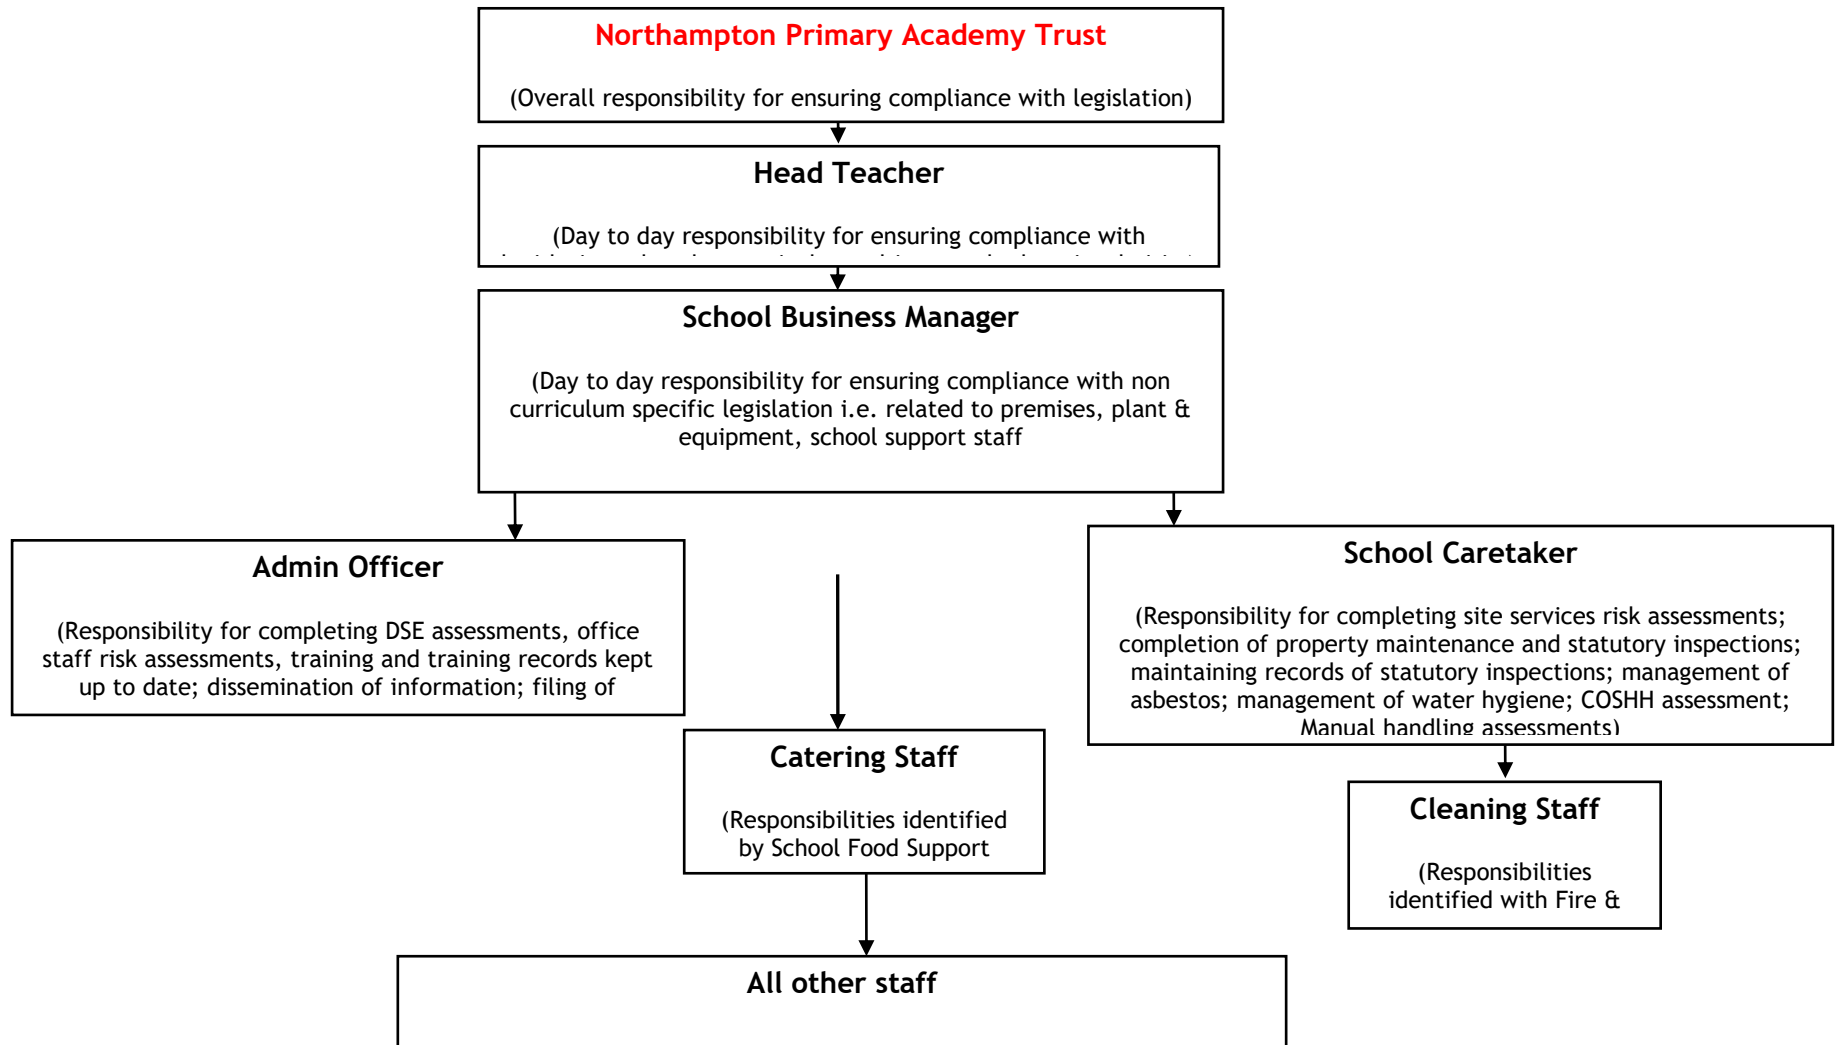 Northampton Primary Academy Trust
(Overall responsibility for ensuring compliance with legislation)
Head Teacher
(Day to day responsibility for ensuring compliance with
School Business Manager
(Day to day responsibility for ensuring compliance with non
curriculum specific legislation i.e. related to premises, plant &
equipment, school support staff
Admin Officer
(Responsibility for completing DSE assessments, office
staff risk assessments, training and training records kept
up to date; dissemination of information; filing of
School Caretaker
(Responsibility for completing site services risk assessments;
completion of property maintenance and statutory inspections;
maintaining records of statutory inspections; management of
asbestos; management of water hygiene; COSHH assessment;
Manual handling assessments)
Catering Staff
(Responsibilities identified
by School Food Support
Cleaning Staff
(Responsibilities
identified with Fire &
All other staff